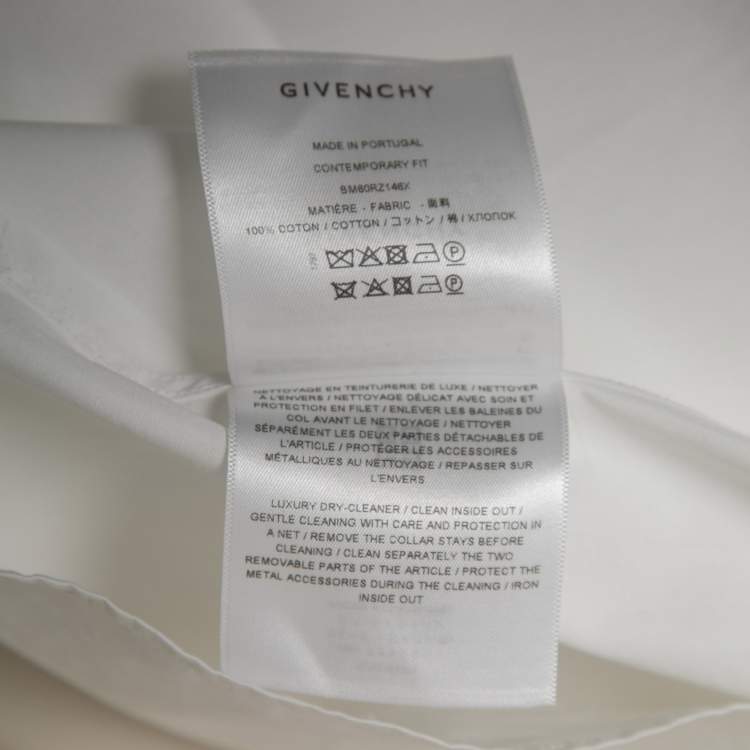 GIVENCHY
MADE IN PORTUGAL
CONTEMPORARY FIT
BM60RZ146X
MATIÈRE - FABRIC - 面料
100% COTON / COTTON / コットン / 棉 / ХЛОПОК
P
P
NETTOYAGE EN TEINTURERIE DE LUXE / NETTOYER
A L'ENVERS / NETTOYAGE DÉLICAT AVEC SOIN ET
PROTECTION EN FILET / ENLEVER LES BALEINES DU
COL AVANT LE NETTOYAGE / NETTOYER
SÉPARÉMENT LES DEUX PARTIES DÉTACHABLES DE
L'ARTICLE / PROTÉGER LES ACCESSOIRES
MÉTALLIQUES AU NETTOYAGE / REPASSER SUR
L'ENVERS
LUXURY DRY-CLEANER / CLEAN INSIDE OUT /
GENTLE CLEANING WITH CARE AND PROTECTION IN
A NET / REMOVE THE COLLAR STAYS BEFORE
CLEANING / CLEAN SEPARATELY THE TWO
REMOVABLE PARTS OF THE ARTICLE / PROTECT THE
METAL ACCESSORIES DURING THE CLEANING / IRON
INSIDE OUT